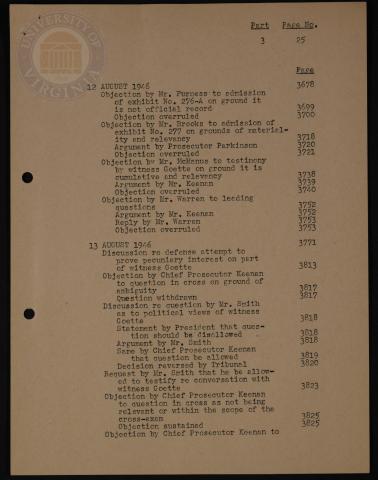 UNIVERSITY OF VIRGINIA
Part Page No.
3 25
Page
12 AUGUST 1946 3678
Objection by Mr. Furness to admission
of exhibit No. 276-A on ground it
is not official record 3699
Objection overruled 3700
Objection by Mr. Brooks to admission of
exhibit No. 277 on grounds of material-
ity and relevancy 3718
Argument by Prosecutor Parkinson 3720
Objection overruled 3721
Objection by Mr. McManus to testimony
by witness Goette on ground it is
cumulative and relevancy 3738
Argument by Mr. Keenan 3739
Objection overruled 3740
Objection by Mr. Warren to leading
questions 3752
Argument by Mr. Keenan 3752
Reply by Mr. Warren 3753
Objection overruled 3753
13 AUGUST 1946 3771
Discussion re defense attempt to
prove pecuniary interest on part
of witness Goette 3813
Objection by Chief Prosecutor Keenan
to question in cross on ground of
ambiguity 3817
Question withdrawn 3817
Discussion re question by Mr. Smith
as to political views of witness
Goette 3818
Statement by President that ques-
tion should be disallowed 3818
Argument by Mr. Smith 3818
Same by Chief Prosecutor Keenan
that question be allowed 3819
Decision reversed by Tribunal 3820
Request by Mr. Smith that he be allow-
ed to testify re conversation with
witness Goette 3823
Objection by Chief Prosecutor Keenan
to question in cross as not being
relevant or within the scope of the
cross-exam 3825
Objection sustained 3825
Objection by Chief Prosecutor Keenan to